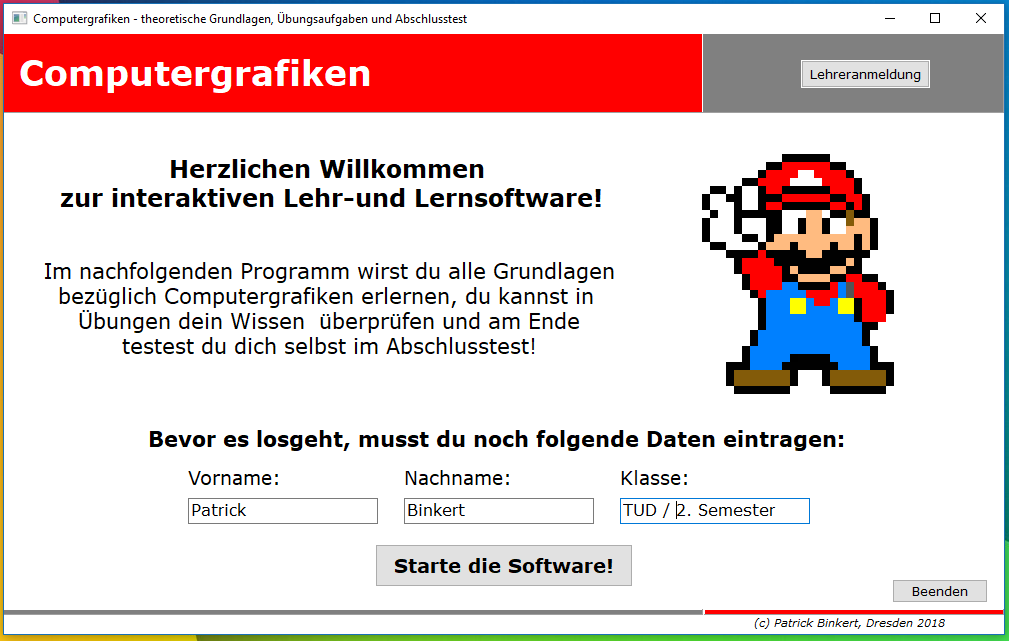 Computergrafiken - theoretische Grundlagen, Übungsaufgaben und Abschlusstest
Computergrafiken
Lehreranmeldung
Herzlichen Willkommen
zur interaktiven Lehr-und Lernsoftware!
Im nachfolgenden Programm wirst du alle Grundlagen
bezüglich Computergrafiken erlernen, du kannst in
Übungen dein Wissen  überprüfen und am Ende
testest du dich selbst im Abschlusstest!
Bevor es losgeht, musst du noch folgende Daten eintragen:
Vorname: Nachname: Klasse:
Patrick Binkert TUD / 2. Semester
Starte die Software!
Beenden
(c) Patrick Binkert, Dresden 2018